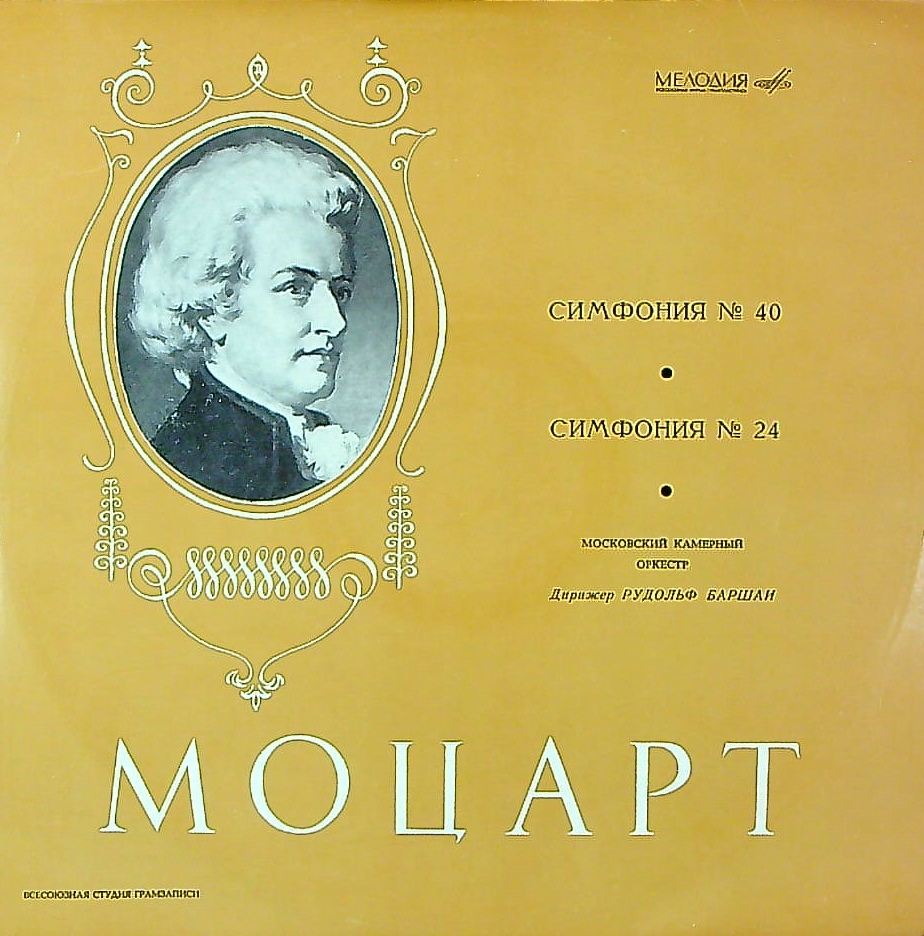 МЕЛОДИЯ
СИМФОНИЯ № 40
СИМФОНИЯ № 24
МОСКОВСКИЙ КАМЕРНЫЙ
ОРКЕСТР
Дирижер РУДОЛЬФ БАРШАЙ
МОЦАРТ
ВСЕСОЮЗНАЯ СТУДИЯ ГРАМЗАПИСИ